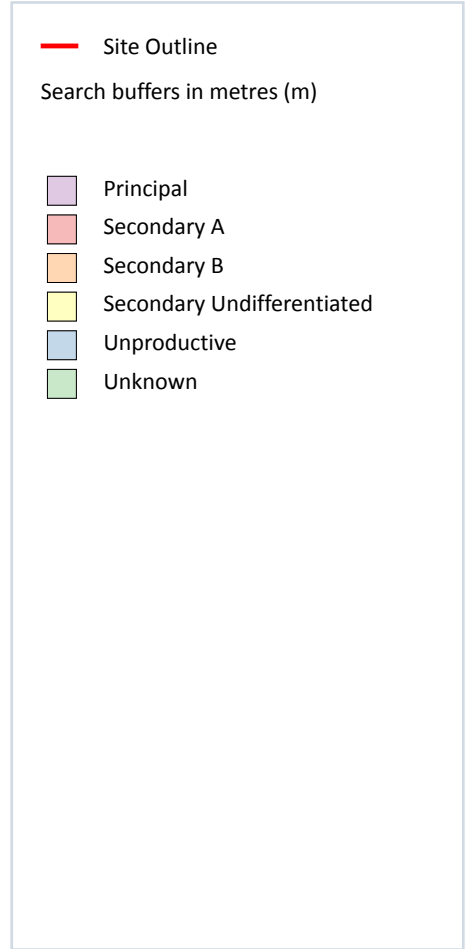 Site Outline
Search buffers in metres (m)
Principal
Secondary A
Secondary B
Secondary Undifferentiated
Unproductive
Unknown